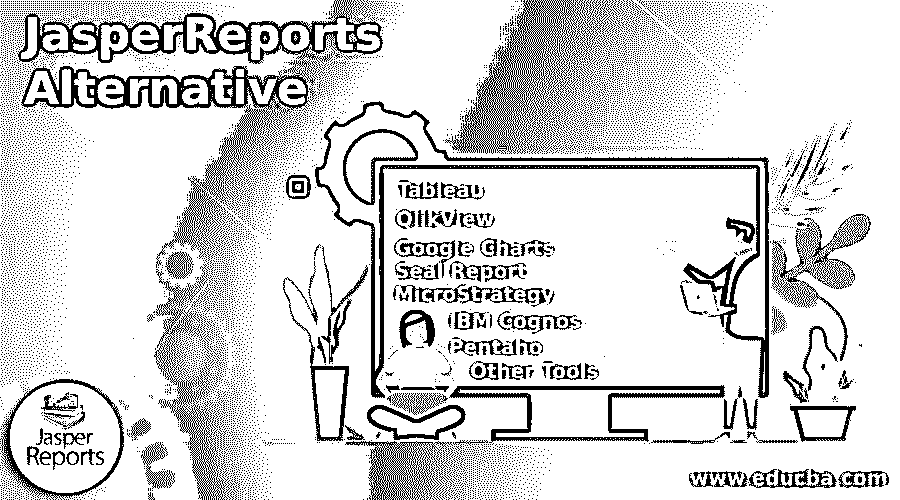 JasperReports
Alternative
Tableau
QlikView
Google Charts
Seal Report
MicroStrategy
IBM Cognos
Pentaho
Other Tools
Jasper
Reports
www.educba.com